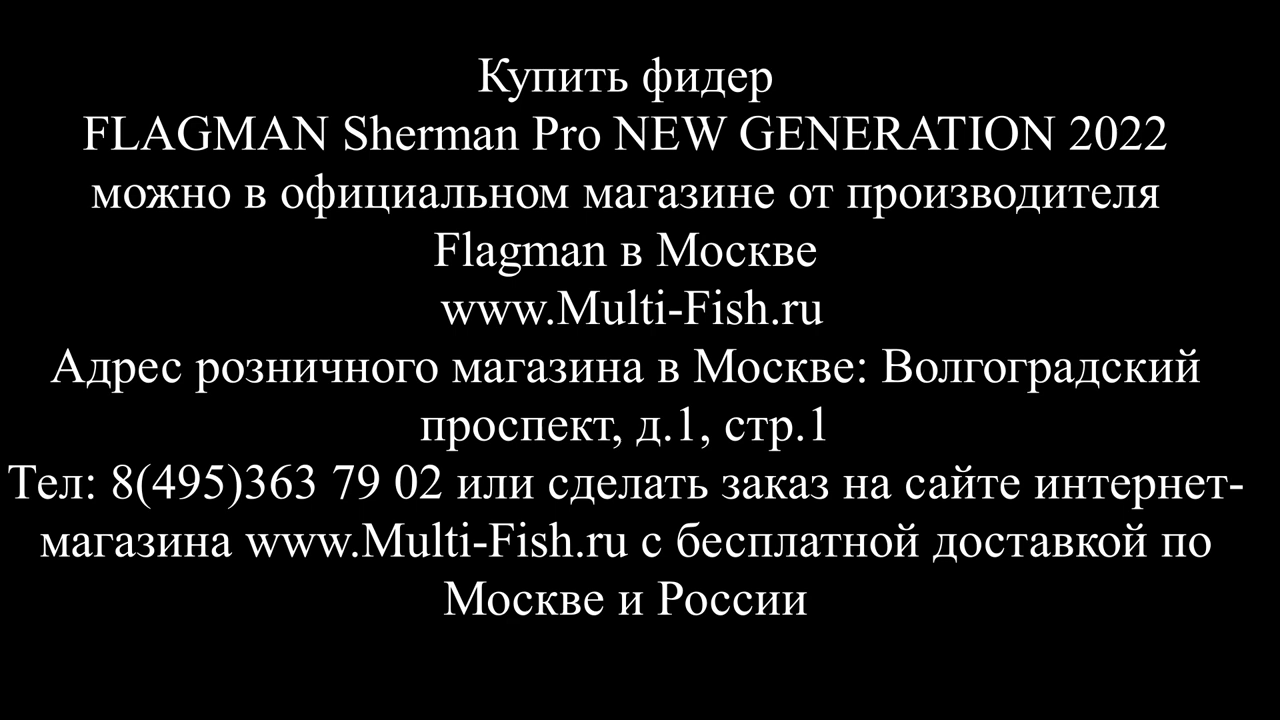 Купить фидер
FLAGMAN Sherman Pro NEW GENERATION 2022
можно в официальном магазине от производителя
Flagman в Москве
www.Multi-Fish.ru
Адрес розничного магазина в Москве: Волгоградский
проспект, д.1, стр.1
Тел: 8(495)363 79 02 или сделать заказ на сайте интернет-
магазина www.Multi-Fish.ru с бесплатной доставкой по
Москве и России